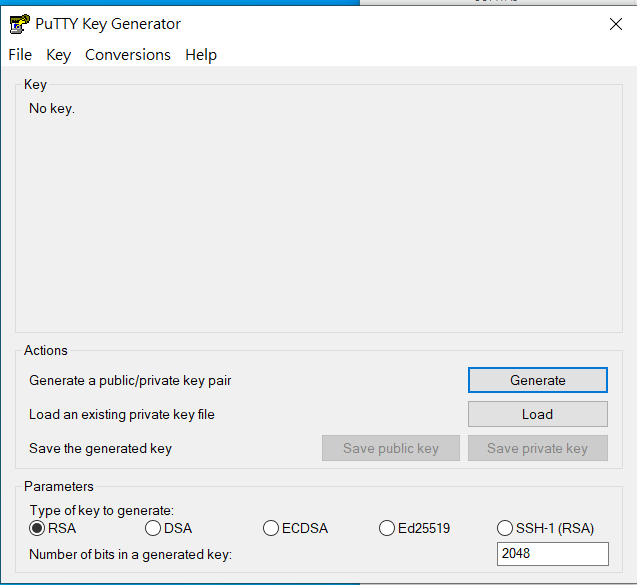 PuTTY Key Generator
File Key Conversions Help
Key
No key.
Actions
Generate a public/private key pair
Generate
Load an existing private key file
Load
Save the generated key
Save public key
Save private key
Parameters
Type of key to generate:
RSA DSA ECDSA Ed25519 SSH-1 (RSA)
Number of bits in a generated key:
2048